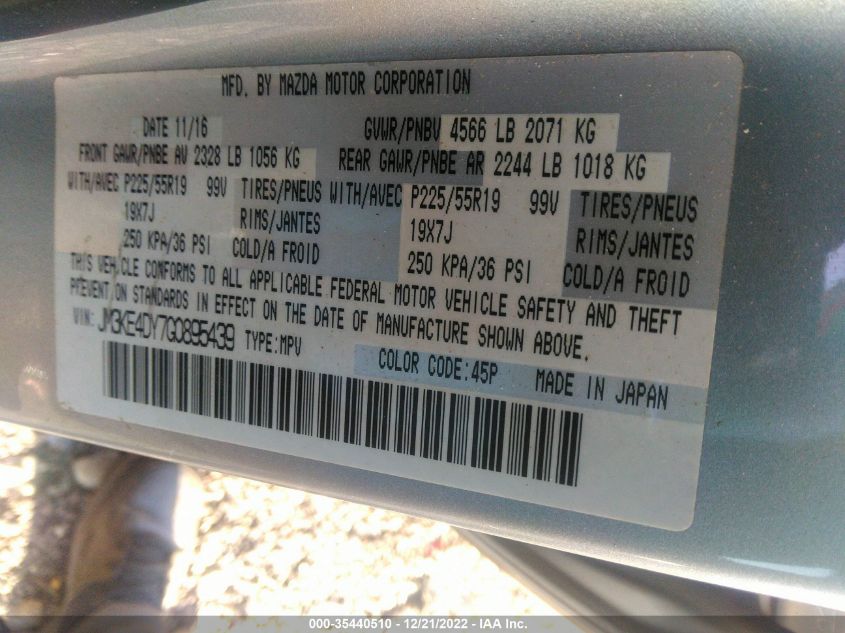 MFD. BY MAZDA MOTOR CORPORATION
DATE 11/16 GVWR/PNBV 4566 LB 2071 KG
FRONT GAWR/PNBE AV 2328 LB 1056 KG REAR GAWR/PNBE AR 2244 LB 1018 KG
WITH/AVEC P225/55R19 99V TIRES/PNEUS WITH/AVEC P225/55R19 99V TIRES/PNEUS
19X7J RIMS/JANTES 19X7J RIMS/JANTES
250 KPA/36 PSI COLD/A FROID 250 KPA/36 PSI COLD/A FROID
THIS VEHICLE CONFORMS TO ALL APPLICABLE FEDERAL MOTOR VEHICLE SAFETY AND THEFT
PREVENTION STANDARDS IN EFFECT ON THE DATE OF MANUFACTURE SHOWN ABOVE.
VIN: JM3KE4DY7G0895439 TYPE:MPV COLOR CODE:45P MADE IN JAPAN
000-35440510 - 12/21/2022 - IAA Inc.